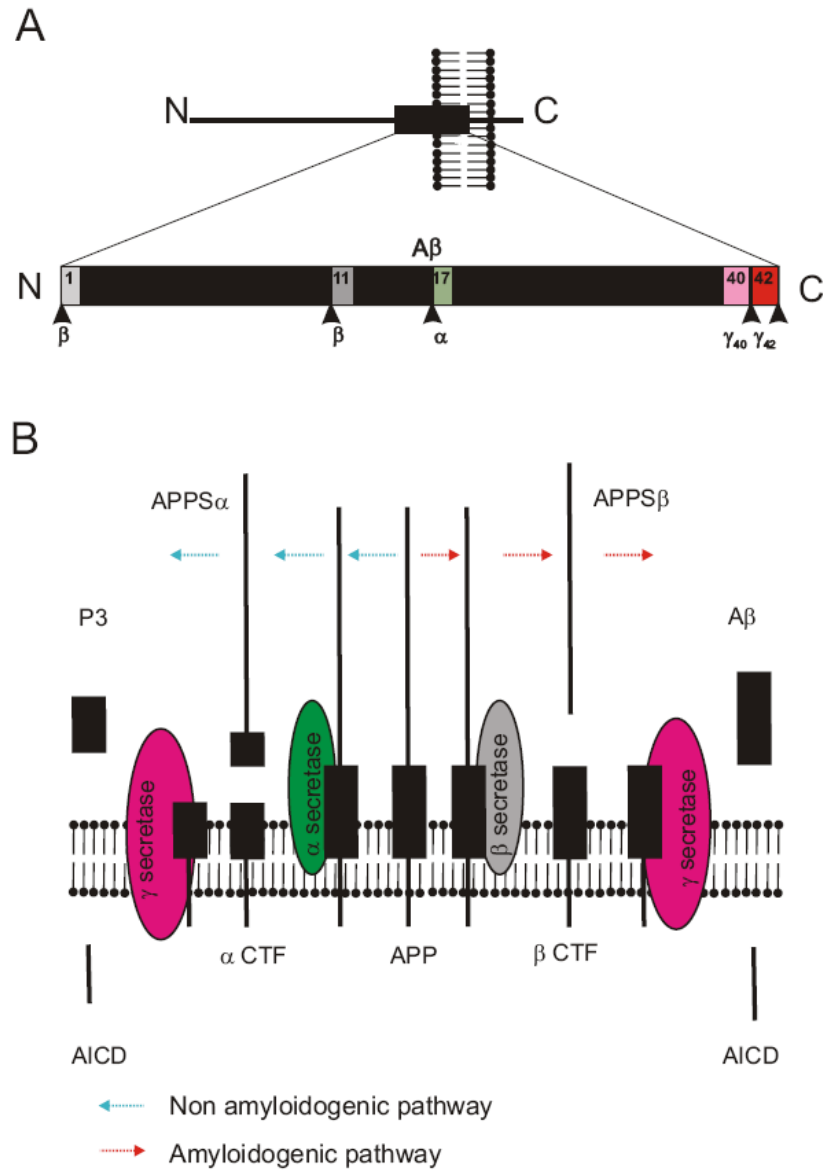 A
N C
Aβ
N 1 11 17 40 42 C
β β α γ40 γ42
B
APPSα APPSβ
P3 Aβ
γ secretase α secretase β secretase γ secretase
α CTF APP β CTF
AICD AICD
Non amyloidogenic pathway
Amyloidogenic pathway